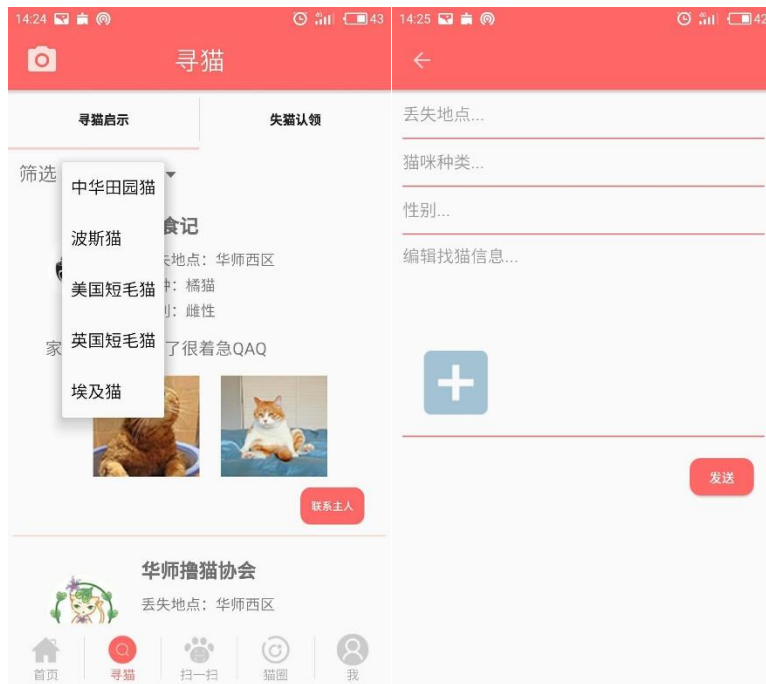 14:24
43
寻猫
寻猫启示
失猫认领
筛选
中华田园猫
波斯猫
美国短毛猫
英国短毛猫
埃及猫
食记
失地点：华师西区
种：橘猫
别：雌性
家
了很着急QAQ
联系主人
华师撸猫协会
丢失地点：华师西区
首页
寻猫
扫一扫
猫圈
我
14:25
42
丢失地点...
猫咪种类...
性别...
编辑找猫信息...
发送